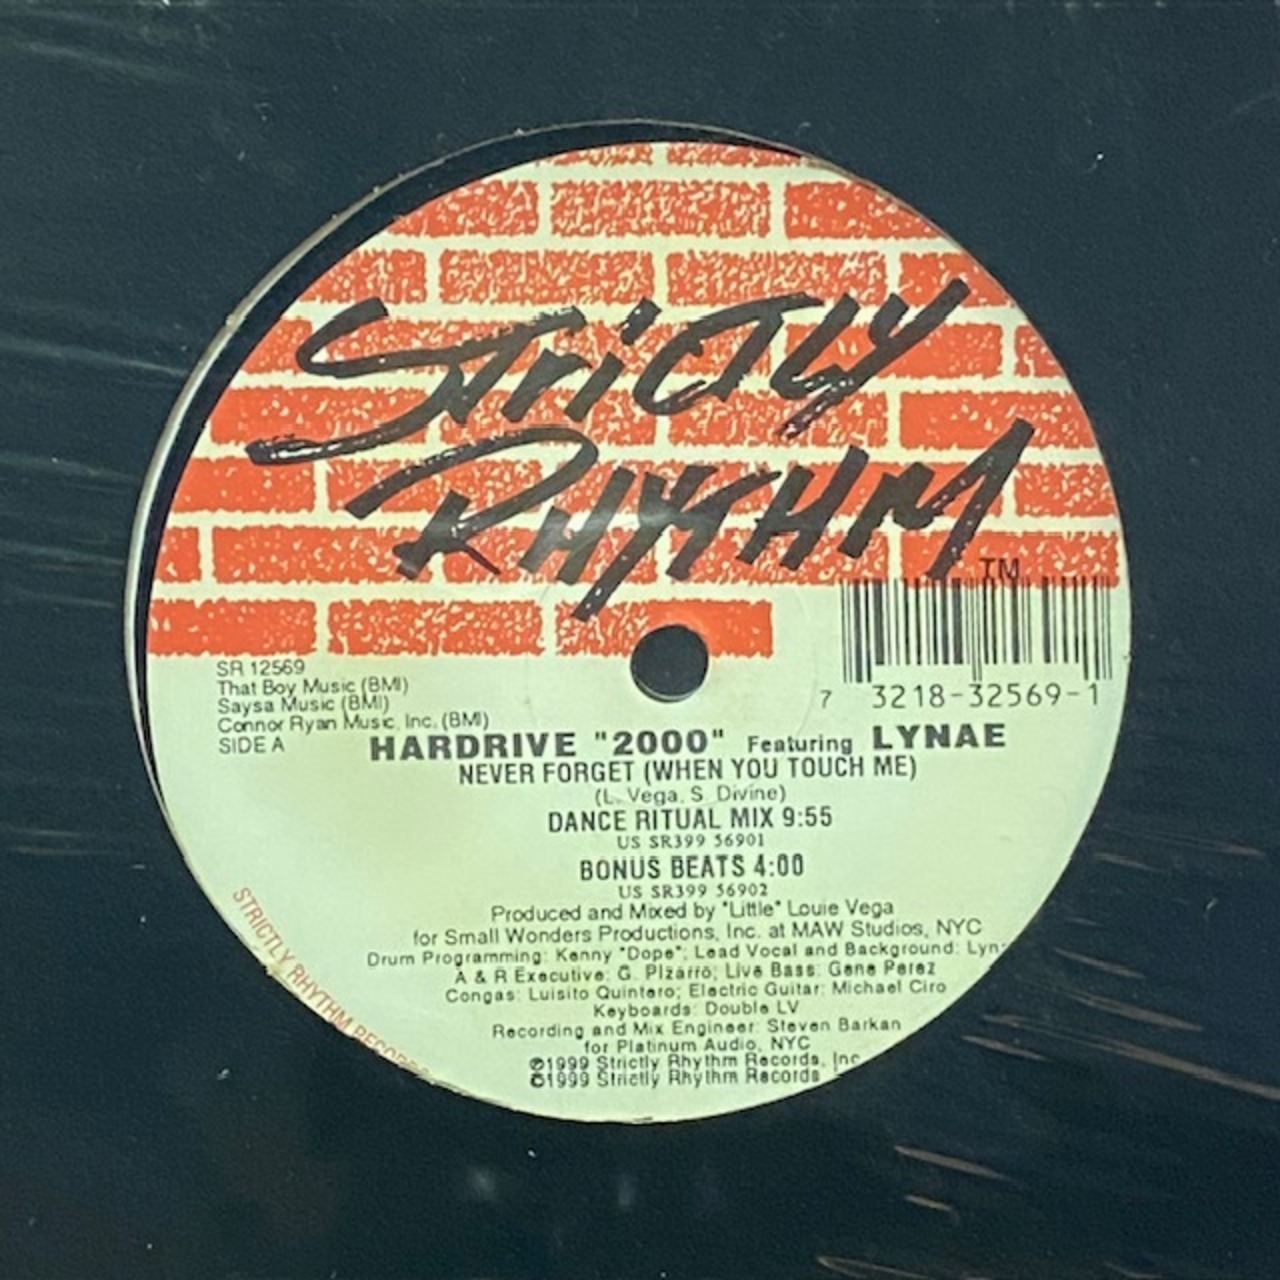 Strictly
Rhythm
TM
SR 12569
That Boy Music (BMI)
Saysa Music (BMI)
Connor Ryan Music, Inc. (BMI)
SIDE A
7 3218-32569-1
HARDRIVE "2000" Featuring LYNAE
NEVER FORGET (WHEN YOU TOUCH ME)
(L. Vega, S. Divine)
DANCE RITUAL MIX 9:55
US SR399 56901
BONUS BEATS 4:00
US SR399 56902
Produced and Mixed by "Little" Louie Vega
for Small Wonders Productions, Inc. at MAW Studios, NYC
Drum Programming: Kenny "Dope"; Lead Vocal and Background: Lyn
A & R Executive: G. Pizarro; Live Bass: Gene Perez
Congas: Luisito Quintero; Electric Guitar: Michael Ciro
Keyboards: Double LV
Recording and Mix Engineer: Steven Barkan
for Platinum Audio, NYC
℗1999 Strictly Rhythm Records, Inc
©1999 Strictly Rhythm Records
STRICTLY RHYTHM RECORDS